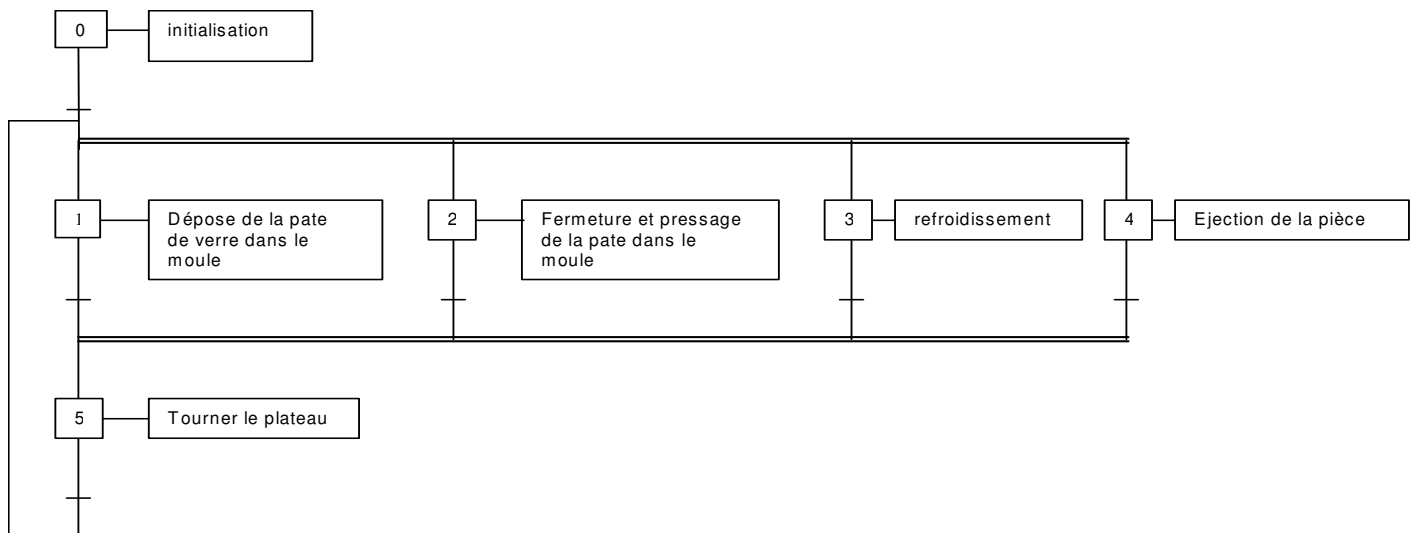 0
initialisation
1
Dépose de la pate
de verre dans le
moule
2
Fermeture et pressage
de la pate dans le
moule
3
refroidissement
4
Ejection de la pièce
5
Tourner le plateau